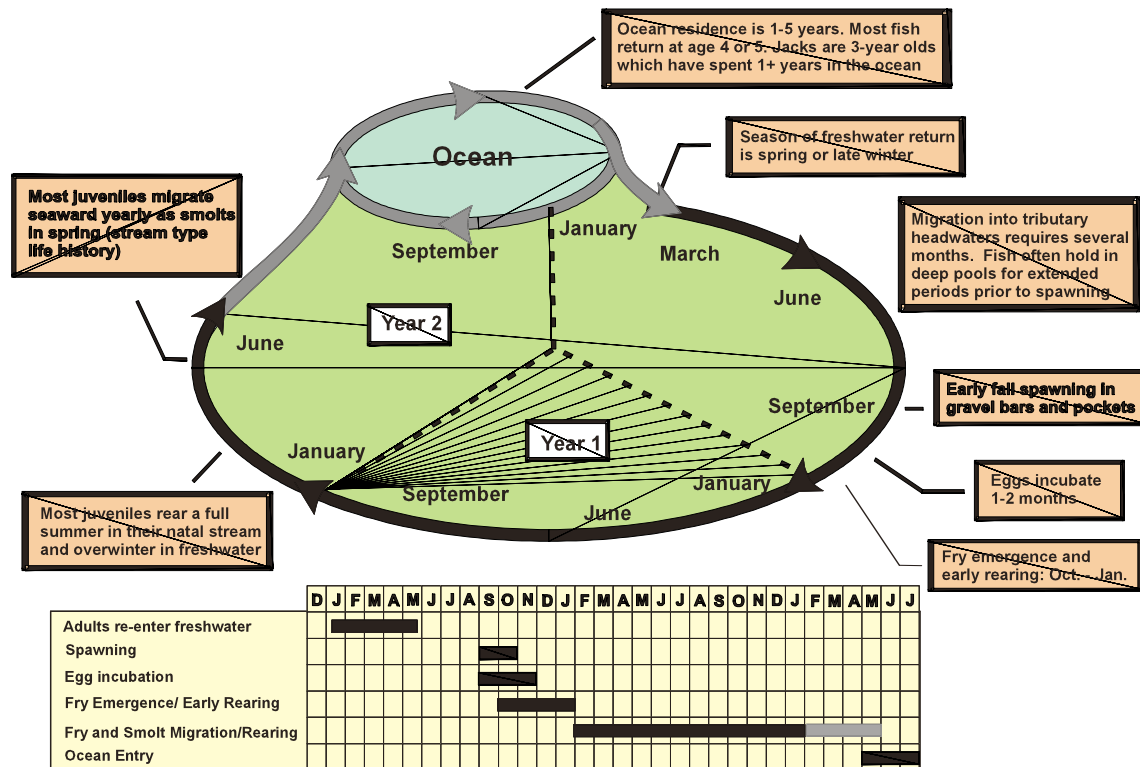 Ocean residence is 1-5 years. Most fish
return at age 4 or 5. Jacks are 3-year olds
which have spent 1+ years in the ocean
Season of freshwater return
is spring or late winter
Ocean
Most juveniles migrate
seaward yearly as smolts
in spring (stream type
life history)
Migration into tributary
headwaters requires several
months. Fish often hold in
deep pools for extended
periods prior to spawning
September
January
March
June
Year 2
June
Early fall spawning in
gravel bars and pockets
September
Year 1
January
September
January
June
Eggs incubate
1-2 months
Most juveniles rear a full
summer in their natal stream
and overwinter in freshwater
Fry emergence and
early rearing: Oct. - Jan.
D J F M A M J J A S O N D J F M A M J J A S O N D J F M A M J J
Adults re-enter freshwater
Spawning
Egg incubation
Fry Emergence/ Early Rearing
Fry and Smolt Migration/Rearing
Ocean Entry